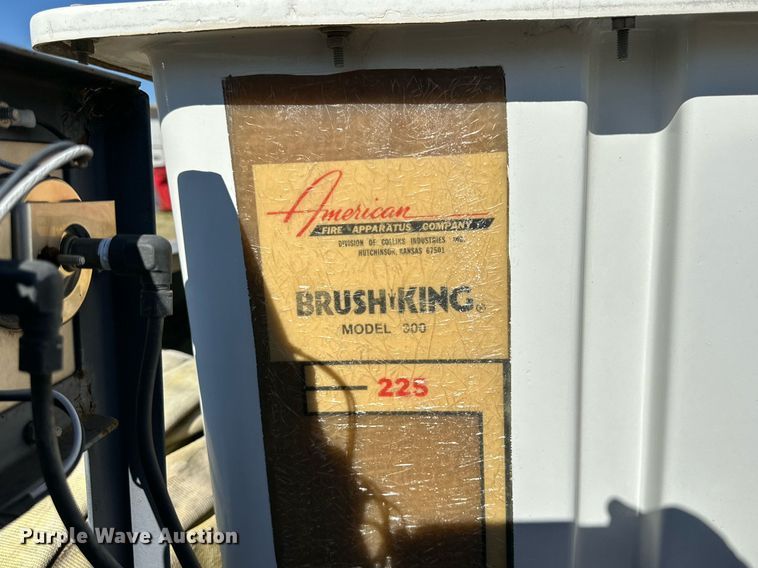 American
FIRE APPARATUS COMPANY
DIVISION OF COLLINS INDUSTRIES INC.
HUTCHINSON, KANSAS 67501
BRUSH KING®
MODEL 300
225
Purple Wave Auction